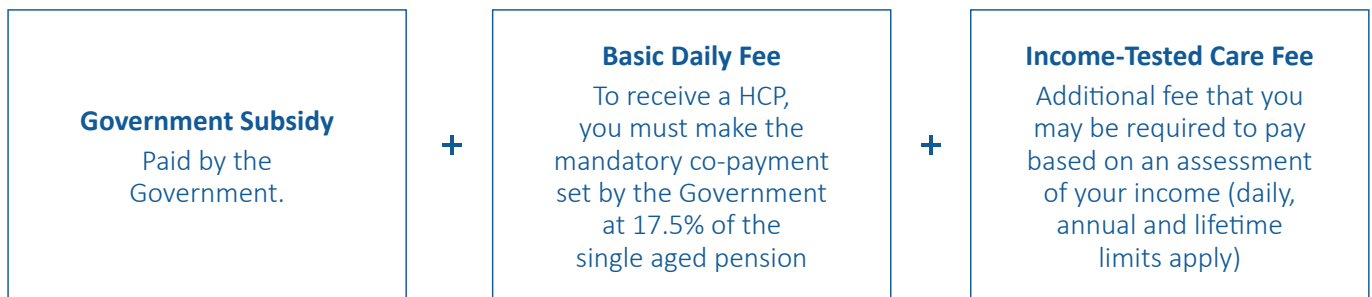 Government Subsidy
Paid by the
Government.
+
Basic Daily Fee
To receive a HCP,
you must make the
mandatory co-payment
set by the Government
at 17.5% of the
single aged pension
+
Income-Tested Care Fee
Additional fee that you
may be required to pay
based on an assessment
of your income (daily,
annual and lifetime
limits apply)